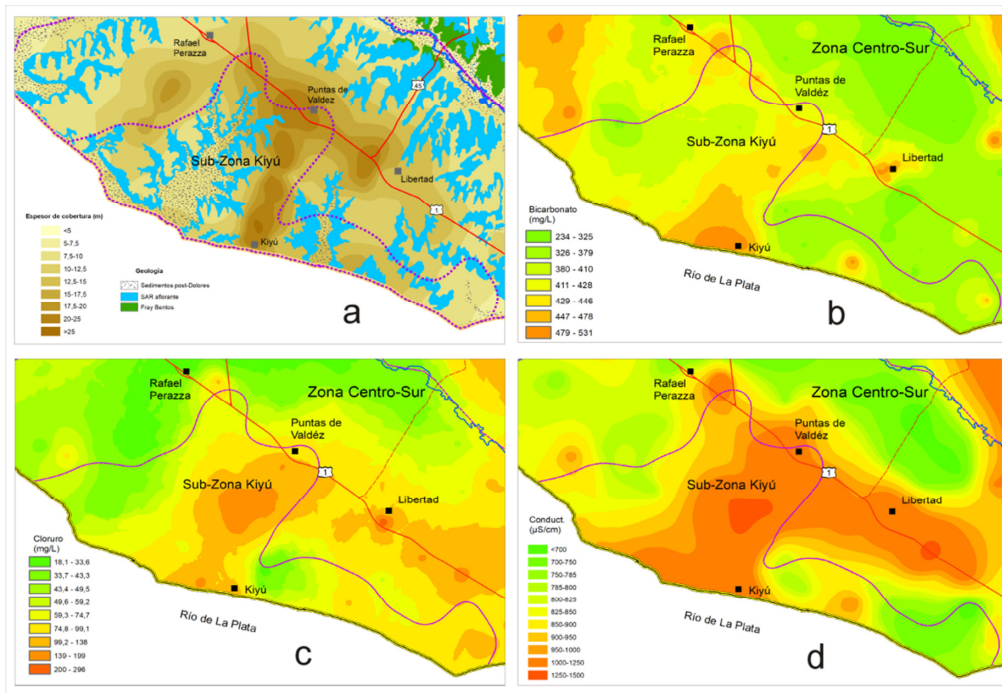 Rafael
Perazza
45
Puntas de
Valdéz
Sub-Zona Kiyú
Libertad
1
Kiyú
Espesor de cobertura (m)
<5
5-7,5
7,5-10
10-12,5
12,5-15
15-17,5
17,5-20
20-25
>25
Geología
Sedimentos post-Dolores
SAR aflorante
Frey Bentos
a
Rafael
Perazza
Zona Centro-Sur
Puntas de
Valdéz
1
Sub-Zona Kiyú
Libertad
Kiyú
Río de La Plata
Bicarbonato
(mg/L)
234 - 325
326 - 379
380 - 410
411 - 428
429 - 446
447 - 478
479 - 531
b
Rafael
Perazza
Zona Centro-Sur
Puntas de
Valdéz
1
Sub-Zona Kiyú
Libertad
Kiyú
Río de La Plata
Cloruro
(mg/L)
18,1 - 33,6
33,7 - 43,3
43,4 - 49,5
49,6 - 59,2
59,3 - 74,7
74,8 - 99,1
99,2 - 138
139 - 199
200 - 296
c
Rafael
Perazza
Zona Centro-Sur
Puntas de
Valdéz
1
Sub-Zona Kiyú
Libertad
Kiyú
Río de La Plata
Conduct.
(µS/cm)
<700
700-750
750-785
785-800
800-825
825-850
850-900
900-950
950-1000
1000-1250
1250-1500
d